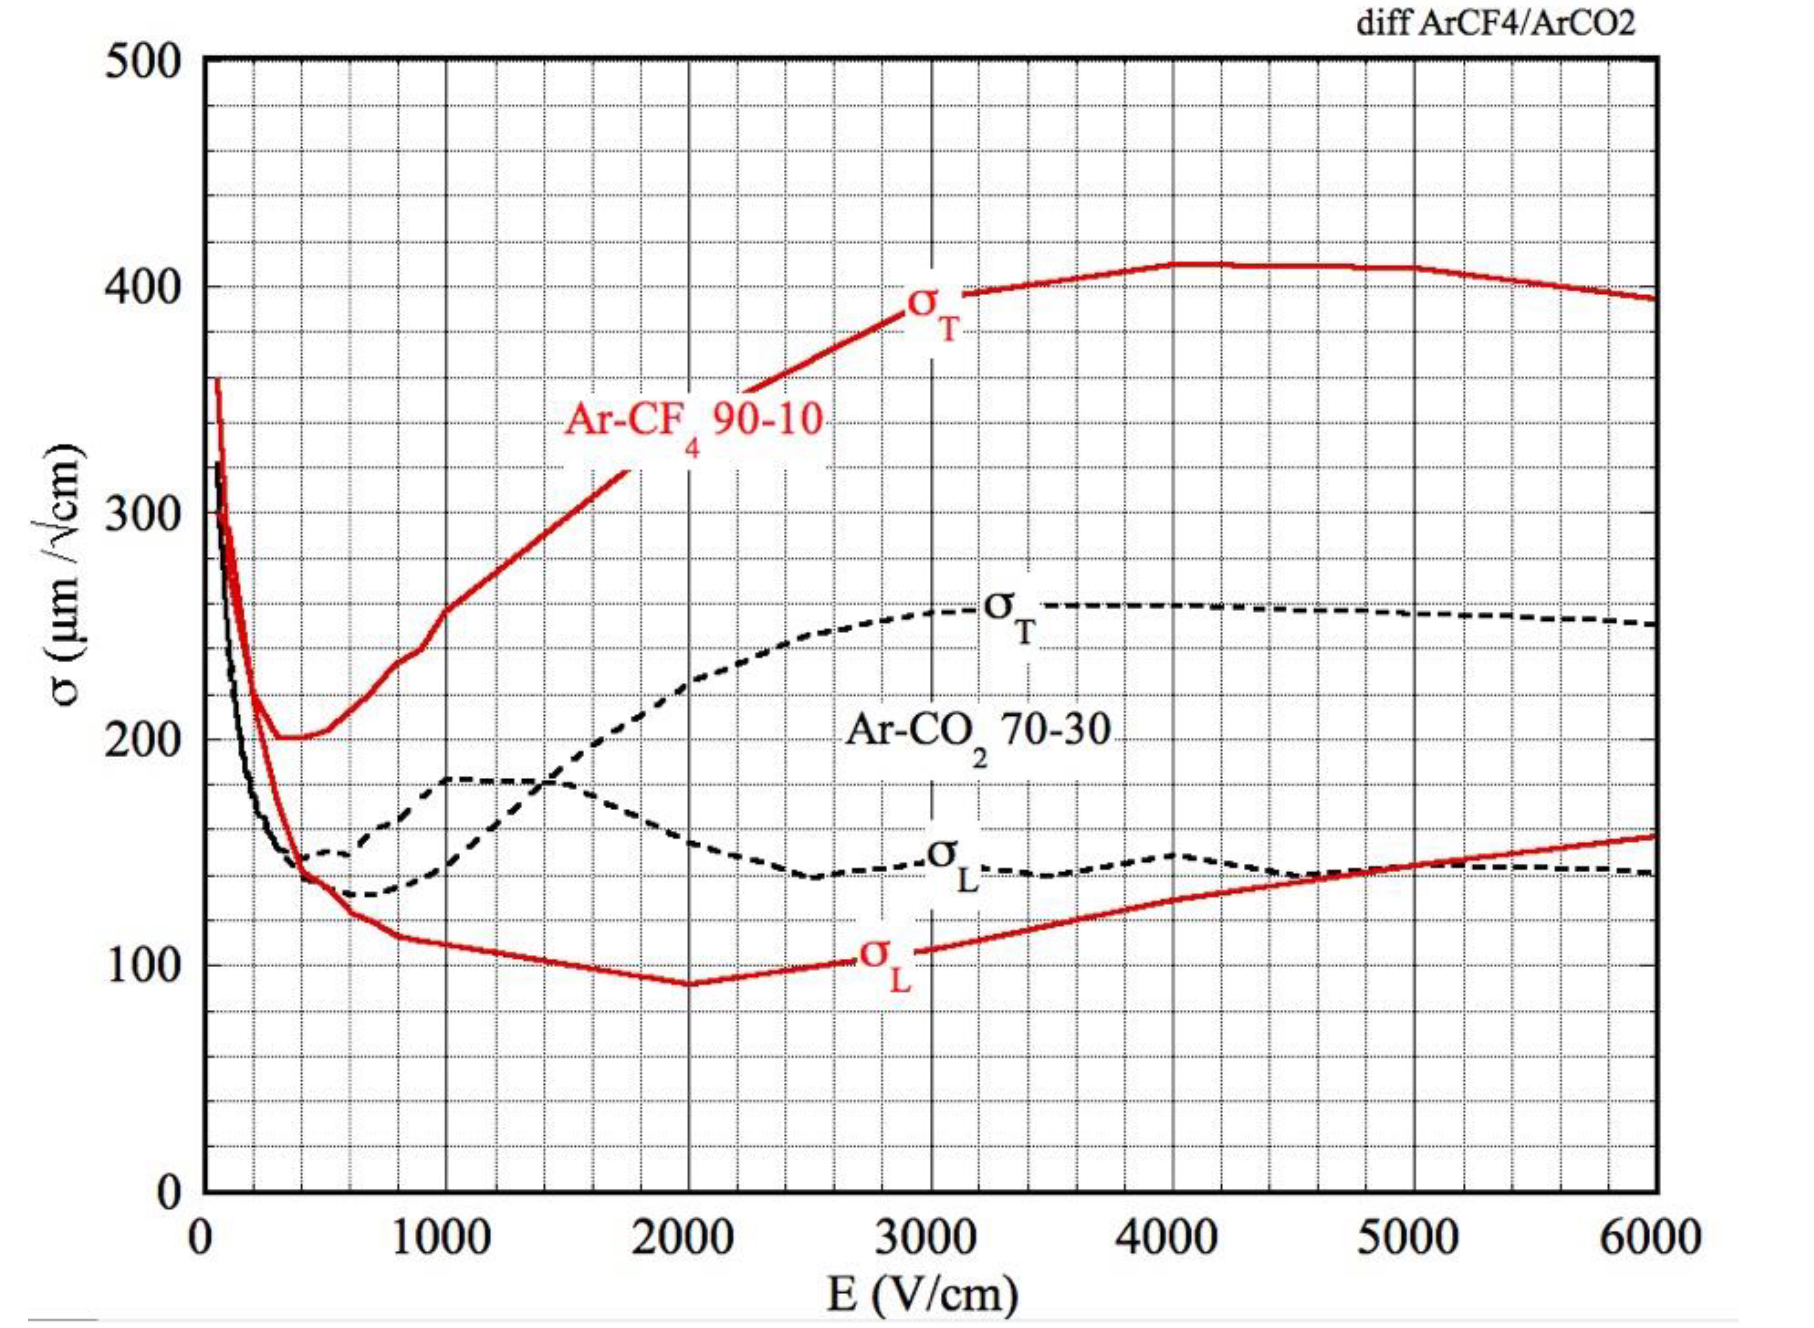 diff ArCF4/ArCO2
500
400
300
200
100
0
σ (µm /√cm)
σT
Ar-CF4 90-10
σT
Ar-CO2 70-30
σL
σL
0 1000 2000 3000 4000 5000 6000
E (V/cm)